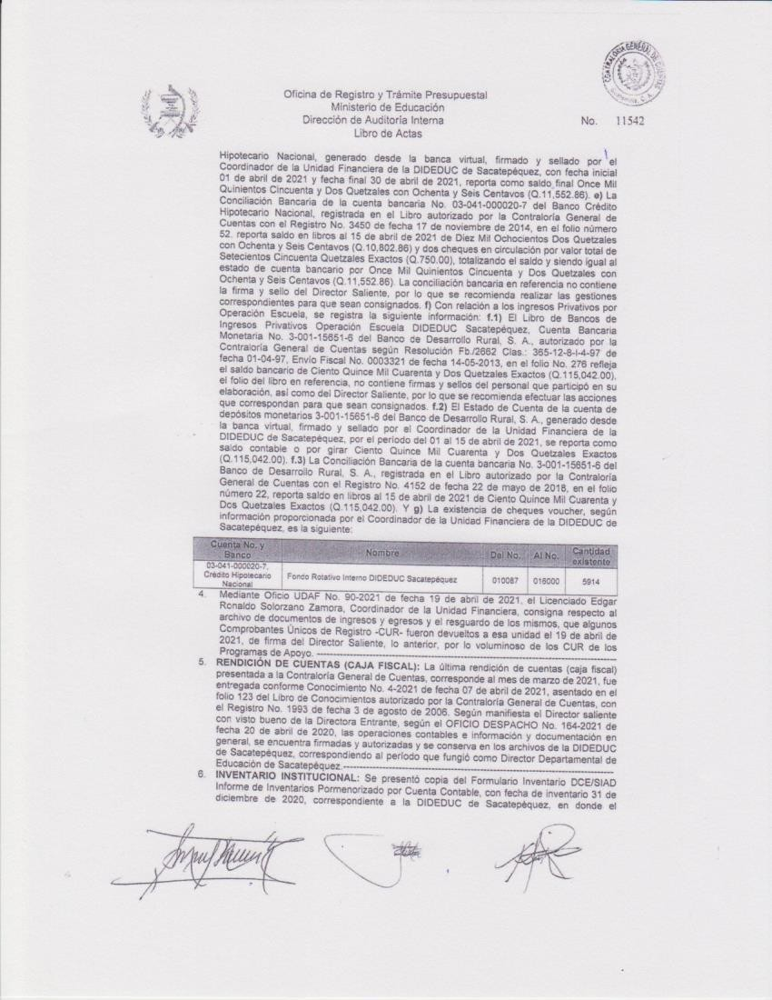 CONTRALORIA GENERAL DE CUENTAS
Guatemala, C. A.
Oficina de Registro y Trámite Presupuestal
Ministerio de Educación
Dirección de Auditoría Interna
Libro de Actas
No. 11542
Hipotecario Nacional, generado desde la banca virtual, firmado y sellado por el
Coordinador de la Unidad Financiera de la DIDEDUC de Sacatepéquez, con fecha inicial
01 de abril de 2021 y fecha final 30 de abril de 2021, reporta como saldo final Once Mil
Quinientos Cincuenta y Dos Quetzales con Ochenta y Seis Centavos (Q.11,552.86). e) La
Conciliación Bancaria de la cuenta bancaria No. 03-041-000020-7 del Banco Crédito
Hipotecario Nacional, registrada en el Libro autorizado por la Contraloría General de
Cuentas con el Registro No. 3450 de fecha 17 de noviembre de 2014, en el folio número
52, reporta saldo en libros al 15 de abril de 2021 de Diez Mil Ochocientos Dos Quetzales
con Ochenta y Seis Centavos (Q.10,802.86) y dos cheques en circulación por valor total de
Setecientos Cincuenta Quetzales Exactos (Q.750.00), totalizando el saldo y siendo igual al
estado de cuenta bancario por Once Mil Quinientos Cincuenta y Dos Quetzales con
Ochenta y Seis Centavos (Q.11,552.86). La conciliación bancaria en referencia no contiene
la firma y sello del Director Saliente, por lo que se recomienda realizar las gestiones
correspondientes para que sean consignados. f) Con relación a los ingresos Privativos por
Operación Escuela, se registra la siguiente información: f.1) El Libro de Bancos de
Ingresos Privativos Operación Escuela DIDEDUC Sacatepéquez, Cuenta Bancaria
Monetaria No. 3-001-15651-6 del Banco de Desarrollo Rural, S. A., autorizado por la
Contraloría General de Cuentas según Resolución Fb./2662 Clas.: 365-12-8-I-4-97 de
fecha 01-04-97, Envío Fiscal No. 0003321 de fecha 14-05-2013, en el folio No. 276 refleja
el saldo bancario de Ciento Quince Mil Cuarenta y Dos Quetzales Exactos (Q.115,042.00),
el folio del libro en referencia, no contiene firmas y sellos del personal que participó en su
elaboración, así como del Director Saliente, por lo que se recomienda efectuar las acciones
que correspondan para que sean consignados. f.2) El Estado de Cuenta de la cuenta de
depósitos monetarios 3-001-15651-6 del Banco de Desarrollo Rural, S. A., generado desde
la banca virtual, firmado y sellado por el Coordinador de la Unidad Financiera de la
DIDEDUC de Sacatepéquez, por el período del 01 al 15 de abril de 2021, se reporta como
saldo contable o por girar Ciento Quince Mil Cuarenta y Dos Quetzales Exactos
(Q.115,042.00). f.3) La Conciliación Bancaria de la cuenta bancaria No. 3-001-15651-6 del
Banco de Desarrollo Rural, S. A., registrada en el Libro autorizado por la Contraloría
General de Cuentas con el Registro No. 4152 de fecha 22 de mayo de 2018, en el folio
número 22, reporta saldo en libros al 15 de abril de 2021 de Ciento Quince Mil Cuarenta y
Dos Quetzales Exactos (Q.115,042.00). Y g) La existencia de cheques voucher, según
información proporcionada por el Coordinador de la Unidad Financiera de la DIDEDUC de
Sacatepéquez, es la siguiente:
Cuenta No. y Banco Nombre Del No. Al No. Cantidad existente
03-041-000020-7, Crédito Hipotecario Nacional Fondo Rotativo Interno DIDEDUC Sacatepéquez 010087 016000 5914
4. Mediante Oficio UDAF No. 90-2021 de fecha 19 de abril de 2021, el Licenciado Edgar
Ronaldo Solorzano Zamora, Coordinador de la Unidad Financiera, consigna respecto al
archivo de documentos de ingresos y egresos y el resguardo de los mismos, que algunos
Comprobantes Únicos de Registro -CUR- fueron devueltos a esa unidad el 19 de abril de
2021, de firma del Director Saliente, lo anterior, por lo voluminoso de los CUR de los
Programas de Apoyo. ------------------------------
5. RENDICIÓN DE CUENTAS (CAJA FISCAL): La última rendición de cuentas (caja fiscal)
presentada a la Contraloría General de Cuentas, corresponde al mes de marzo de 2021, fue
entregada conforme Conocimiento No. 4-2021 de fecha 07 de abril de 2021, asentado en el
folio 123 del Libro de Conocimientos autorizado por la Contraloría General de Cuentas, con
el Registro No. 1993 de fecha 3 de agosto de 2006. Según manifiesta el Director saliente
con visto bueno de la Directora Entrante, según el OFICIO DESPACHO No. 164-2021 de
fecha 20 de abril de 2020, las operaciones contables e información y documentación en
general, se encuentra firmadas y autorizadas y se conserva en los archivos de la DIDEDUC
de Sacatepéquez, correspondiendo al período que fungió como Director Departamental de
Educación de Sacatepéquez.------------------------------
6. INVENTARIO INSTITUCIONAL: Se presentó copia del Formulario Inventario DCE/SIAD
Informe de Inventarios Pormenorizado por Cuenta Contable, con fecha de inventario 31 de
diciembre de 2020, correspondiente a la DIDEDUC de Sacatepéquez, en donde el